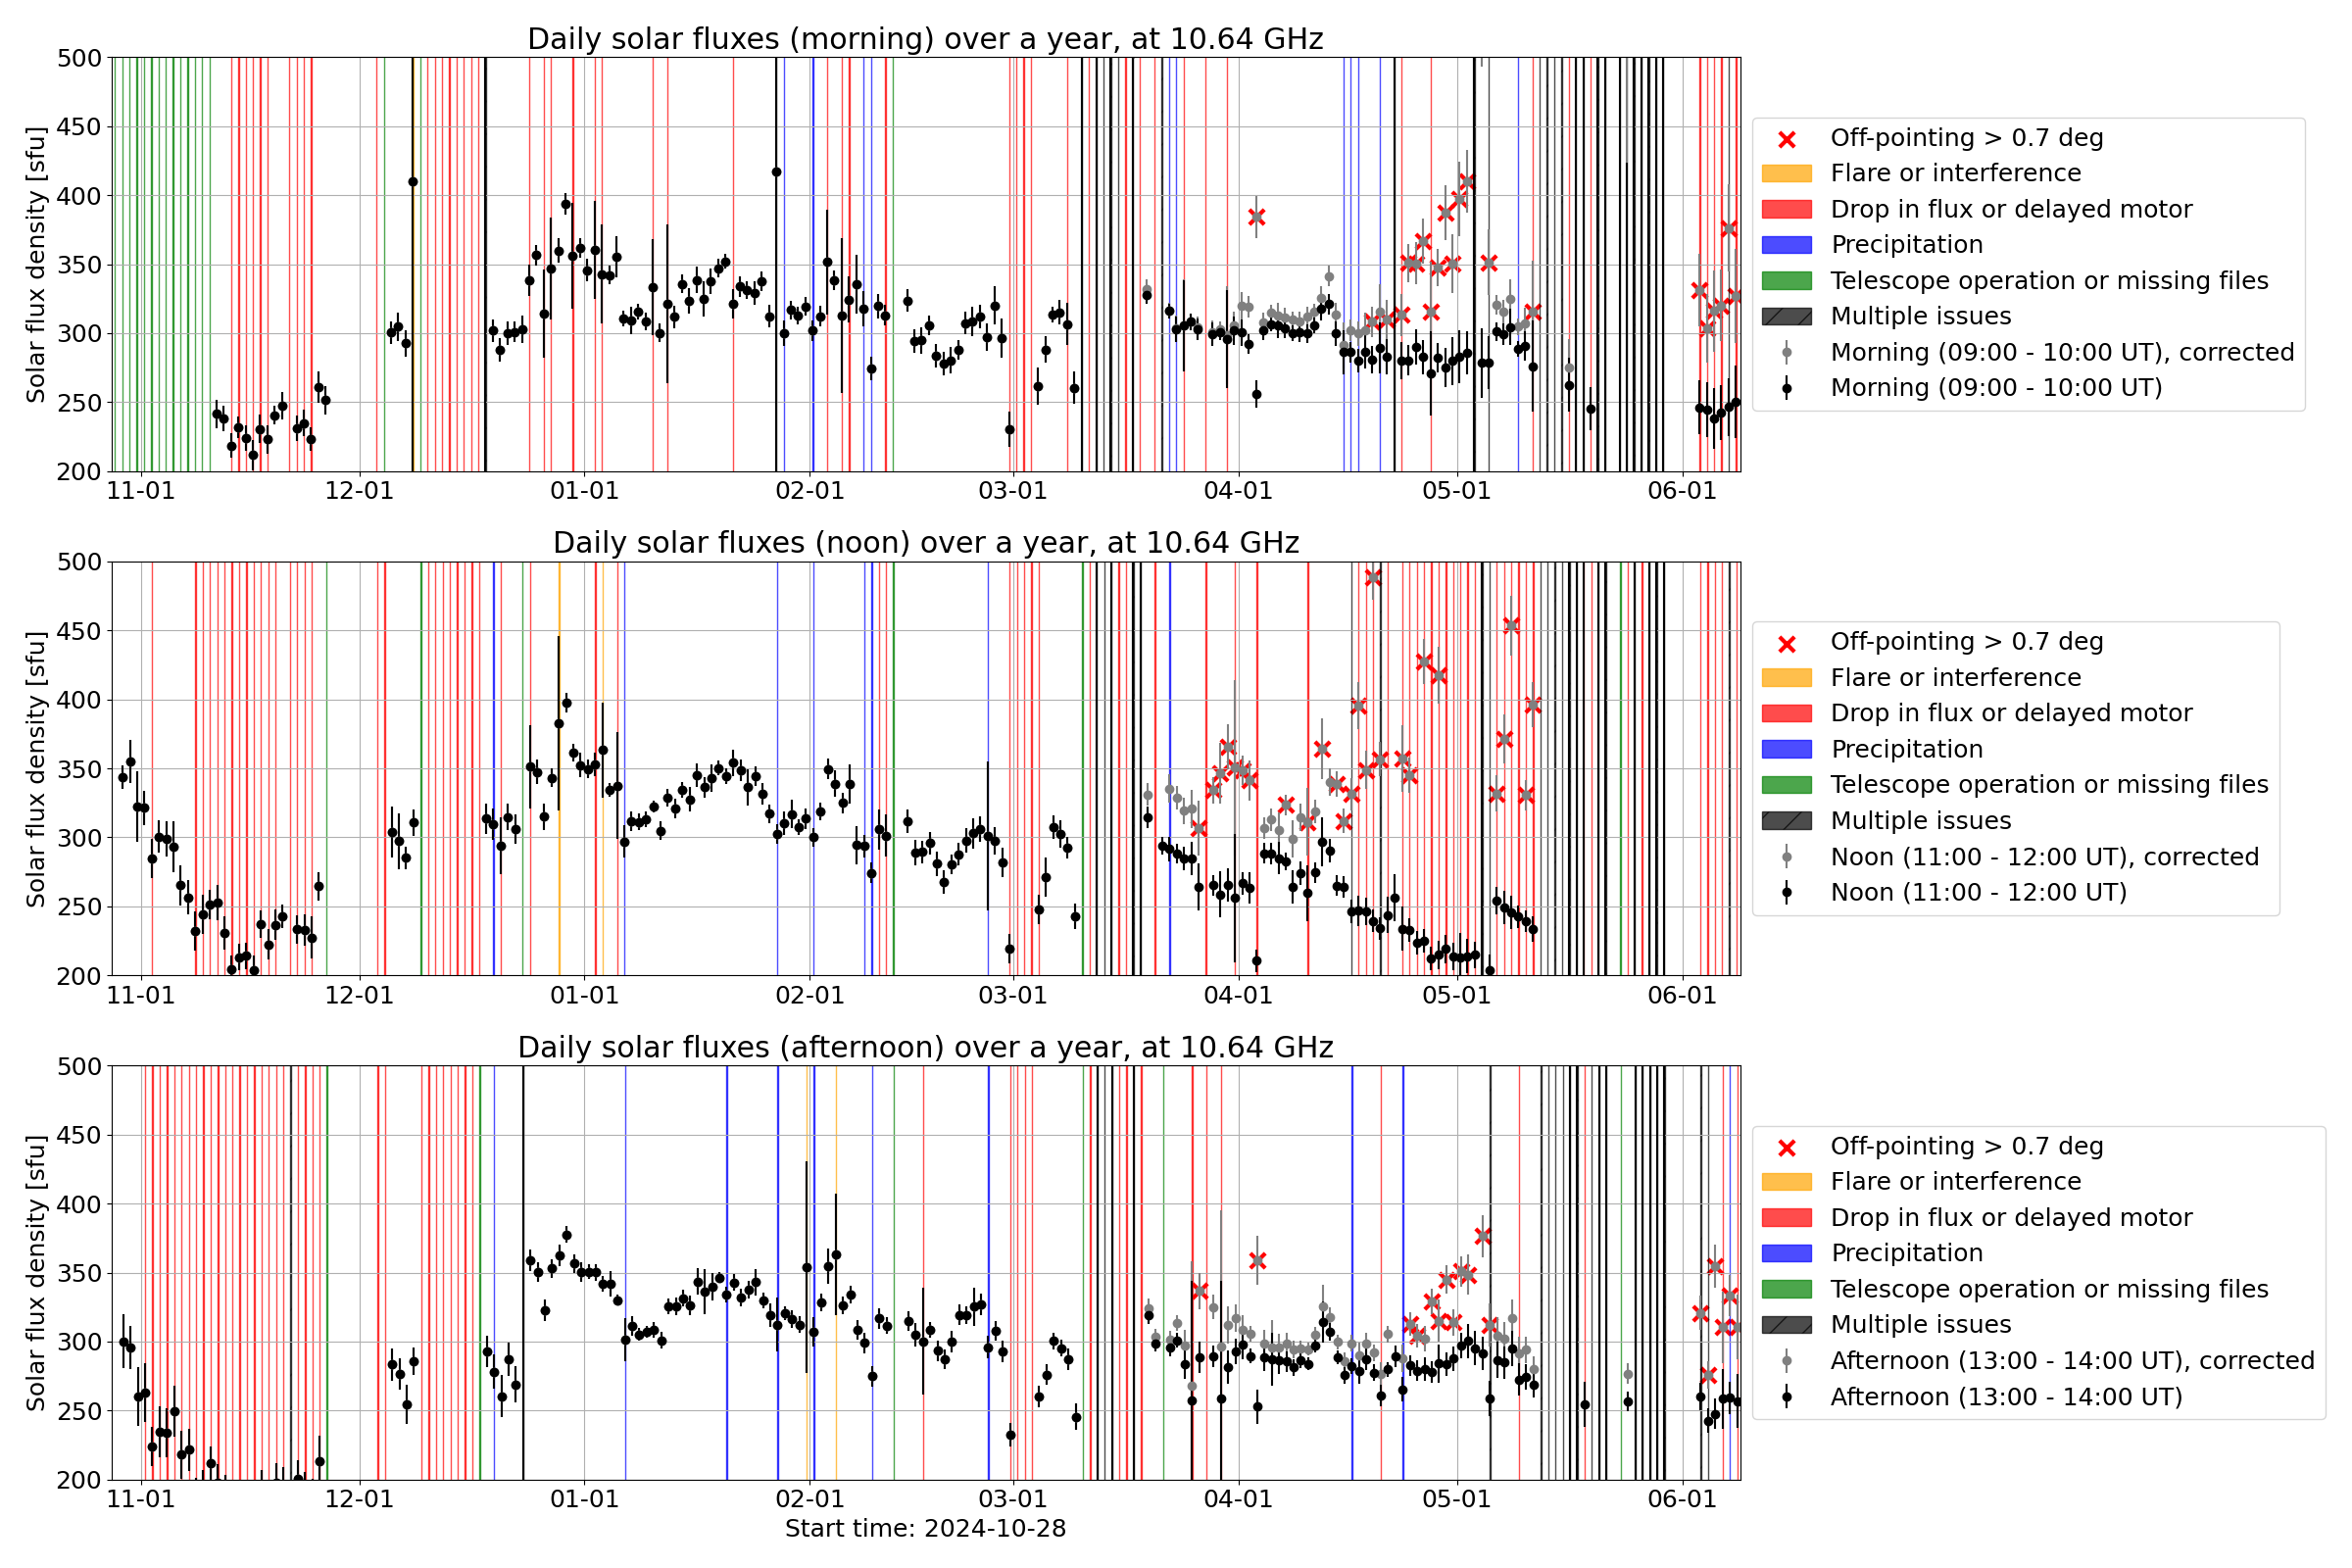 Daily solar fluxes (morning) over a year, at 10.64 GHz
Solar flux density [sfu]
500
450
400
350
300
250
200
11-01
12-01
01-01
02-01
03-01
04-01
05-01
06-01
Off-pointing > 0.7 deg
Flare or interference
Drop in flux or delayed motor
Precipitation
Telescope operation or missing files
Multiple issues
Morning (09:00 - 10:00 UT), corrected
Morning (09:00 - 10:00 UT)
Daily solar fluxes (noon) over a year, at 10.64 GHz
Solar flux density [sfu]
500
450
400
350
300
250
200
11-01
12-01
01-01
02-01
03-01
04-01
05-01
06-01
Off-pointing > 0.7 deg
Flare or interference
Drop in flux or delayed motor
Precipitation
Telescope operation or missing files
Multiple issues
Noon (11:00 - 12:00 UT), corrected
Noon (11:00 - 12:00 UT)
Daily solar fluxes (afternoon) over a year, at 10.64 GHz
Solar flux density [sfu]
500
450
400
350
300
250
200
11-01
12-01
01-01
02-01
03-01
04-01
05-01
06-01
Off-pointing > 0.7 deg
Flare or interference
Drop in flux or delayed motor
Precipitation
Telescope operation or missing files
Multiple issues
Afternoon (13:00 - 14:00 UT), corrected
Afternoon (13:00 - 14:00 UT)
Start time: 2024-10-28